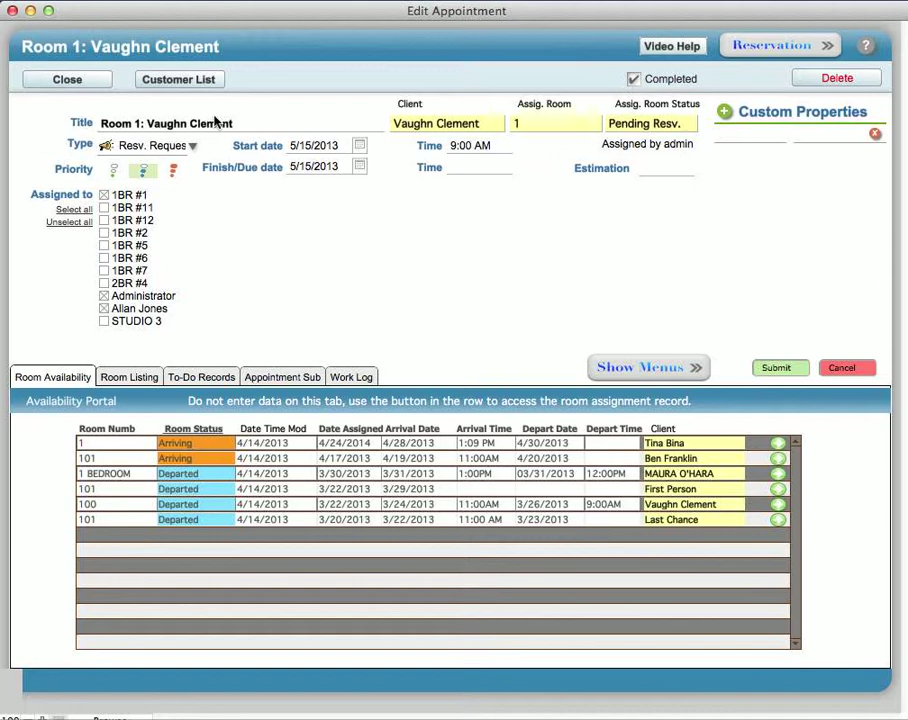 Edit Appointment
Room 1: Vaughn Clement
Video Help
Reservation >>
?
Close
Customer List
Completed
Delete
Client
Assig. Room
Assig. Room Status
Custom Properties
Title Room 1: Vaughn Clement
Vaughn Clement
1
Pending Resv.
Type Resv. Reques
Start date 5/15/2013
Time 9:00 AM
Assigned by admin
Priority
Finish/Due date 5/15/2013
Time
Estimation
Assigned to 1BR #1
Select all 1BR #11
Unselect all 1BR #12
1BR #2
1BR #5
1BR #6
1BR #7
2BR #4
Administrator
Allan Jones
STUDIO 3
Show Menus >>
Submit
Cancel
Room Availability
Room Listing
To-Do Records
Appointment Sub
Work Log
Availability Portal
Do not enter data on this tab, use the button in the row to access the room assignment record.
Room Numb Room Status Date Time Mod Date Assigned Arrival Date Arrival Time Depart Date Depart Time Client
1 Arriving 4/14/2013 4/24/2014 4/28/2013 1:09 PM 4/30/2013 Tina Bina
101 Arriving 4/14/2013 4/17/2013 4/19/2013 11:00AM 4/20/2013 Ben Franklin
1 BEDROOM Departed 4/14/2013 3/30/2013 3/31/2013 1:00PM 03/31/2013 12:00PM MAURA O'HARA
101 Departed 4/14/2013 3/22/2013 3/29/2013 First Person
100 Departed 4/14/2013 3/22/2013 3/24/2013 11:00AM 3/26/2013 9:00AM Vaughn Clement
101 Departed 4/14/2013 3/20/2013 3/22/2013 11:00 AM 3/23/2013 Last Chance